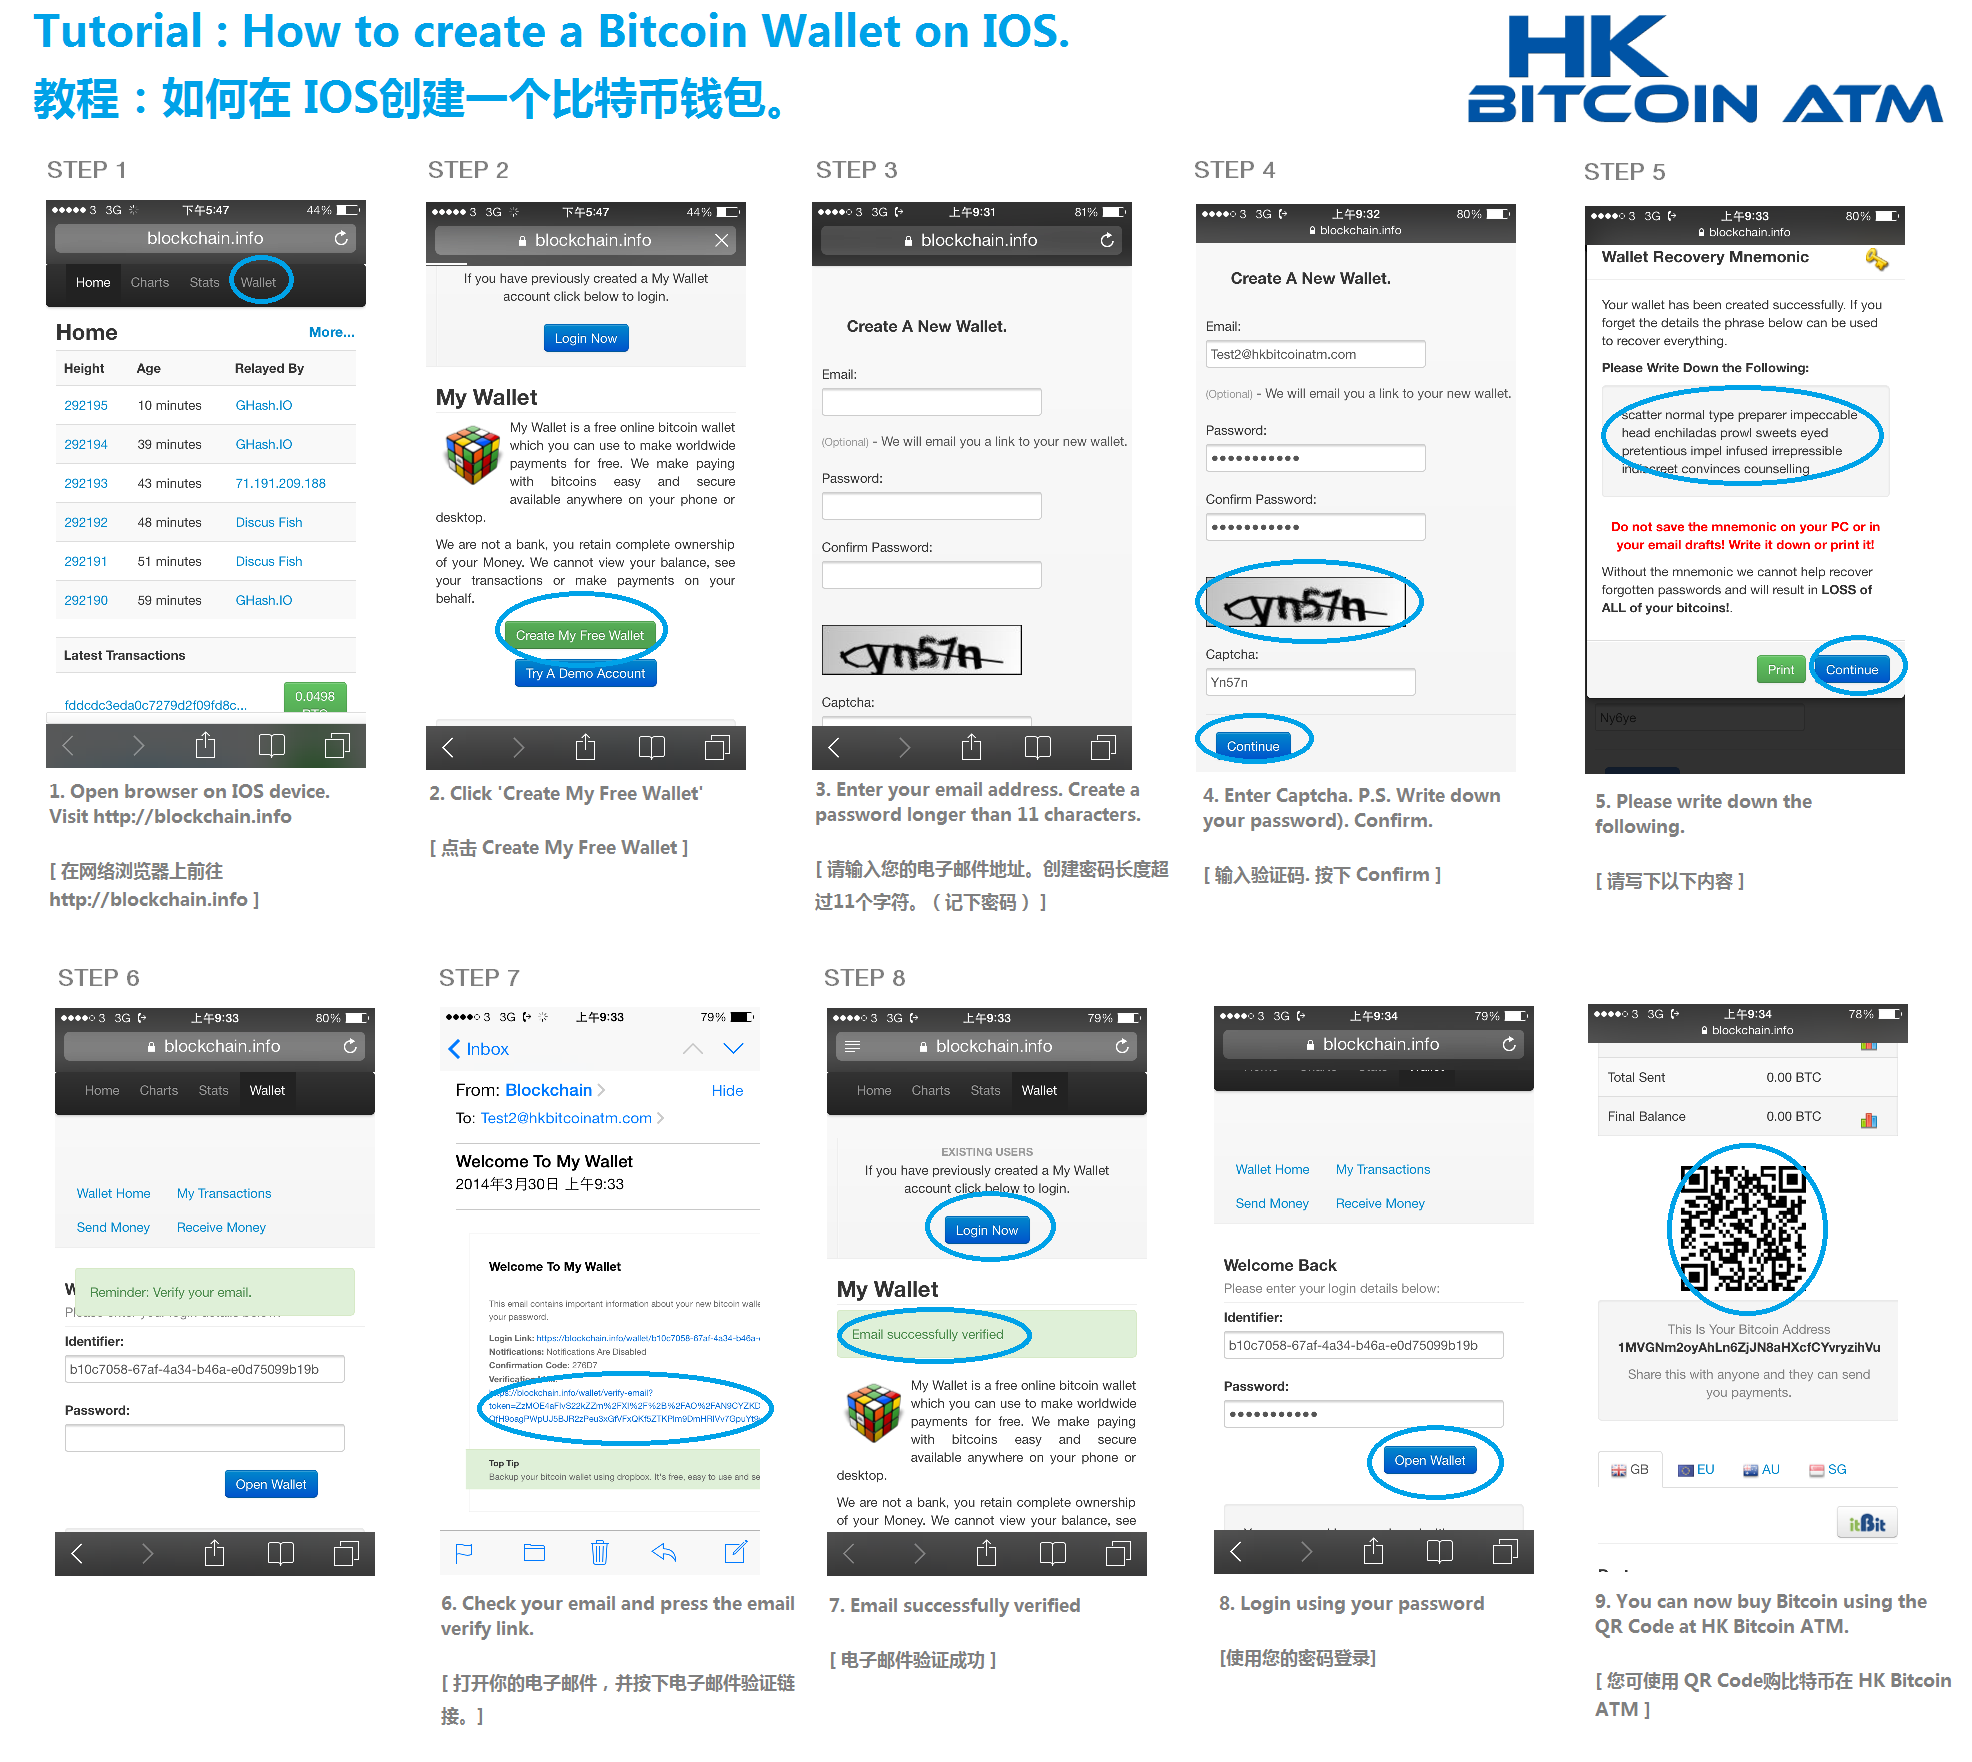 Tutorial : How to create a Bitcoin Wallet on IOS.
教程：如何在 IOS创建一个比特币钱包。
HK
BITCOIN ATM
STEP 1
3 3G 下午5:47 44%
blockchain.info
Home Charts Stats Wallet
Home More...
Height Age Relayed By
292195 10 minutes GHash.IO
292194 39 minutes GHash.IO
292193 43 minutes 71.191.209.188
292192 48 minutes Discus Fish
292191 51 minutes Discus Fish
292190 59 minutes GHash.IO
Latest Transactions
fddcdc3eda0c7279d2f09fd8c... 0.0498
1. Open browser on IOS device.
Visit http://blockchain.info
[ 在网络浏览器上前往
http://blockchain.info ]
STEP 2
3 3G 下午5:47 44%
blockchain.info
If you have previously created a My Wallet
account click below to login.
Login Now
My Wallet
My Wallet is a free online bitcoin wallet
which you can use to make worldwide
payments for free. We make paying
with bitcoins easy and secure
available anywhere on your phone or
desktop.
We are not a bank, you retain complete ownership
of your Money. We cannot view your balance, see
your transactions or make payments on your
behalf.
Create My Free Wallet
Try A Demo Account
2. Click 'Create My Free Wallet'
[ 点击 Create My Free Wallet ]
STEP 3
3 3G 上午9:31 81%
blockchain.info
Create A New Wallet.
Email:
(Optional) - We will email you a link to your new wallet.
Password:
Confirm Password:
cyn57n
Captcha:
3. Enter your email address. Create a
password longer than 11 characters.
[ 请输入您的电子邮件地址。创建密码长度超
过11个字符。（记下密码） ]
STEP 4
3 3G 上午9:32 80%
blockchain.info
Create A New Wallet.
Email:
Test2@hkbitcoinatm.com
(Optional) - We will email you a link to your new wallet.
Password:
•••••••••••
Confirm Password:
•••••••••••
cyn57n
Captcha:
Yn57n
Continue
4. Enter Captcha. P.S. Write down
your password). Confirm.
[ 输入验证码. 按下 Confirm ]
STEP 5
3 3G 上午9:33 80%
blockchain.info
Wallet Recovery Mnemonic
Your wallet has been created successfully. If you
forget the details the phrase below can be used
to recover everything.
Please Write Down the Following:
scatter normal type preparer impeccable
head enchiladas prowl sweets eyed
pretentious impel infused irrepressible
indiscreet convinces counselling
Do not save the mnemonic on your PC or in
your email drafts! Write it down or print it!
Without the mnemonic we cannot help recover
forgotten passwords and will result in LOSS of
ALL of your bitcoins!.
Print Continue
Ny6ye
5. Please write down the
following.
[ 请写下以下内容 ]
STEP 6
3 3G 上午9:33 80%
blockchain.info
Home Charts Stats Wallet
Wallet Home My Transactions
Send Money Receive Money
Reminder: Verify your email.
Identifier:
b10c7058-67af-4a34-b46a-e0d75099b19b
Password:
Open Wallet
STEP 7
3 3G 上午9:33 79%
Inbox
From: Blockchain Hide
To: Test2@hkbitcoinatm.com
Welcome To My Wallet
2014年3月30日 上午9:33
Welcome To My Wallet
This email contains important information about your new bitcoin walle
your password.
Login Link: https://blockchain.info/wallet/b10c7058-67af-4a34-b46a-
Notifications: Notifications Are Disabled
Confirmation Code: 276D7
https://blockchain.info/wallet/verify-email?
Top Tip
Backup your bitcoin wallet using dropbox. It's free, easy to use and se
6. Check your email and press the email
verify link.
[ 打开你的电子邮件，并按下电子邮件验证链
接。]
STEP 8
3 3G 上午9:33 79%
blockchain.info
Home Charts Stats Wallet
EXISTING USERS
If you have previously created a My Wallet
account click below to login.
Login Now
My Wallet
Email successfully verified
My Wallet is a free online bitcoin wallet
which you can use to make worldwide
payments for free. We make paying
with bitcoins easy and secure
available anywhere on your phone or
desktop.
We are not a bank, you retain complete ownership
of your Money. We cannot view your balance, see
7. Email successfully verified
[ 电子邮件验证成功 ]
3 3G 上午9:34 79%
blockchain.info
Wallet Home My Transactions
Send Money Receive Money
Welcome Back
Please enter your login details below:
Identifier:
b10c7058-67af-4a34-b46a-e0d75099b19b
Password:
•••••••••••
Open Wallet
8. Login using your password
[使用您的密码登录]
3 3G 上午9:34 78%
blockchain.info
Total Sent 0.00 BTC
Final Balance 0.00 BTC
This Is Your Bitcoin Address
1MVGNm2oyAhLn6ZjJN8aHXcfCYvryzihVu
Share this with anyone and they can send
you payments.
GB EU AU SG
itBit
9. You can now buy Bitcoin using the
QR Code at HK Bitcoin ATM.
[ 您可使用 QR Code购比特币在 HK Bitcoin
ATM ]